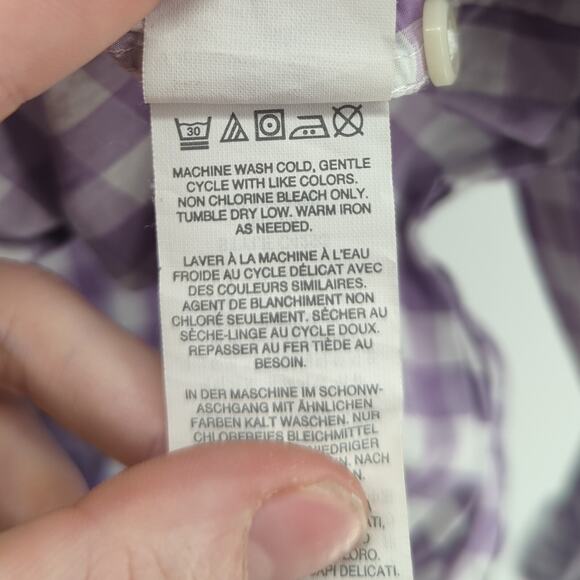 30
MACHINE WASH COLD, GENTLE
CYCLE WITH LIKE COLORS.
NON CHLORINE BLEACH ONLY.
TUMBLE DRY LOW. WARM IRON
AS NEEDED.
LAVER À LA MACHINE À L'EAU
FROIDE AU CYCLE DÉLICAT AVEC
DES COULEURS SIMILAIRES.
AGENT DE BLANCHIMENT NON
CHLORÉ SEULEMENT. SÉCHER AU
SÈCHE-LINGE AU CYCLE DOUX.
REPASSER AU FER TIÈDE AU
BESOIN.
IN DER MASCHINE IM SCHONW-
ASCHGANG MIT ÄHNLICHEN
FARBEN KALT WASCHEN. NUR
CHLORFREIES BLEICHMITTEL
NACH
DELICATI.